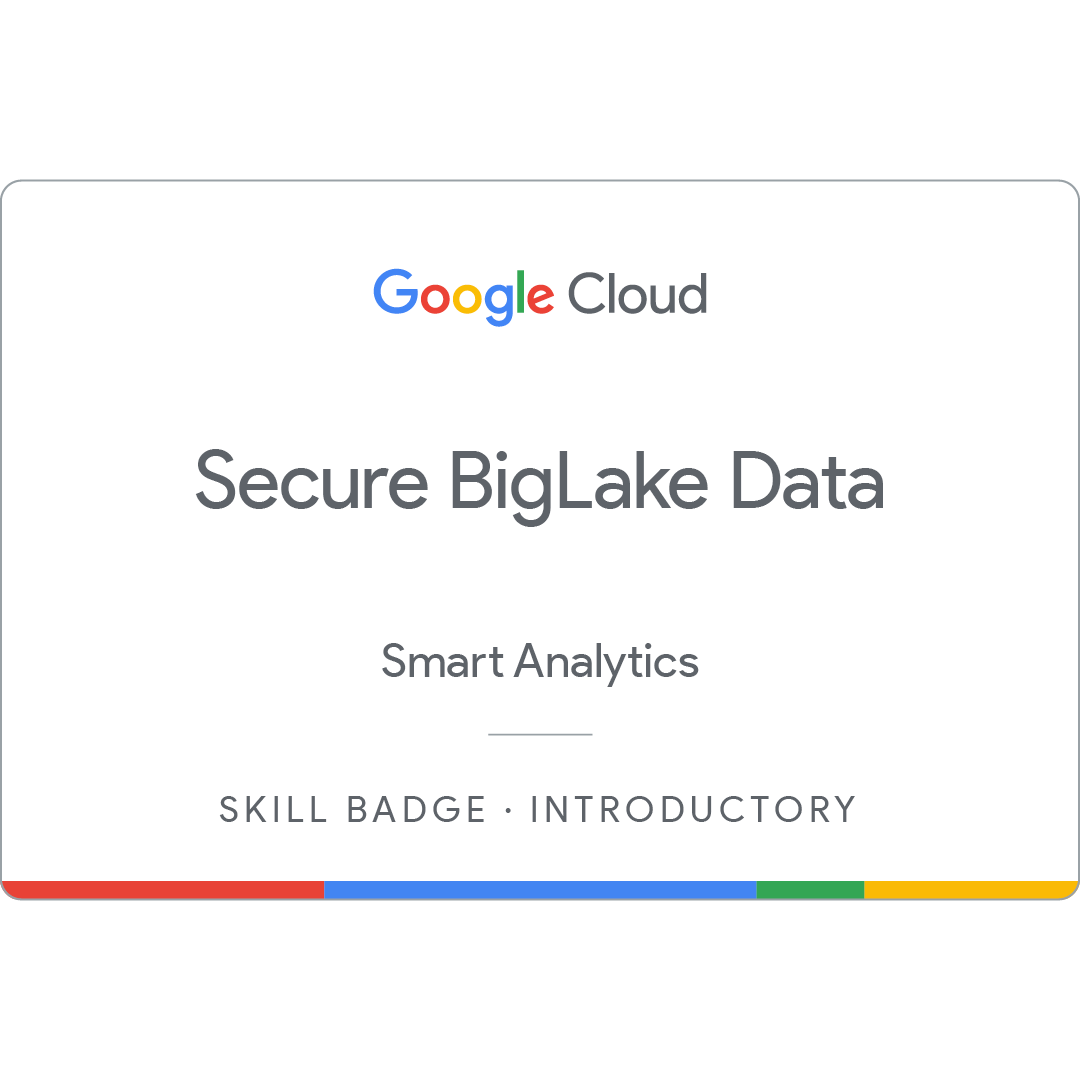 Google Cloud
Secure BigLake Data
Smart Analytics
SKILL BADGE · INTRODUCTORY